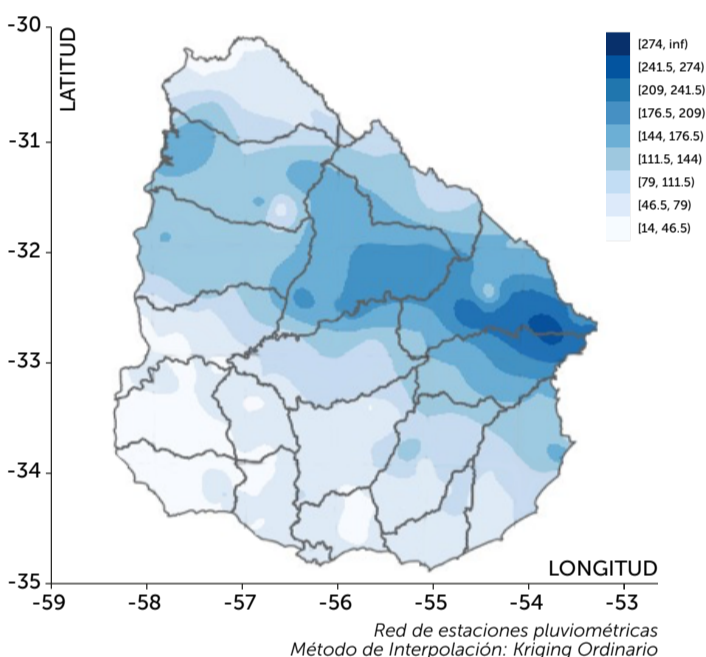 -30
LATITUD
-31
-32
-33
-34
-35
[274, inf)
[241.5, 274)
[209, 241.5)
[176.5, 209)
[144, 176.5)
[111.5, 144)
[79, 111.5)
[46.5, 79)
[14, 46.5)
LONGITUD
-59 -58 -57 -56 -55 -54 -53
Red de estaciones pluviométricas
Método de Interpolación: Kriging Ordinario